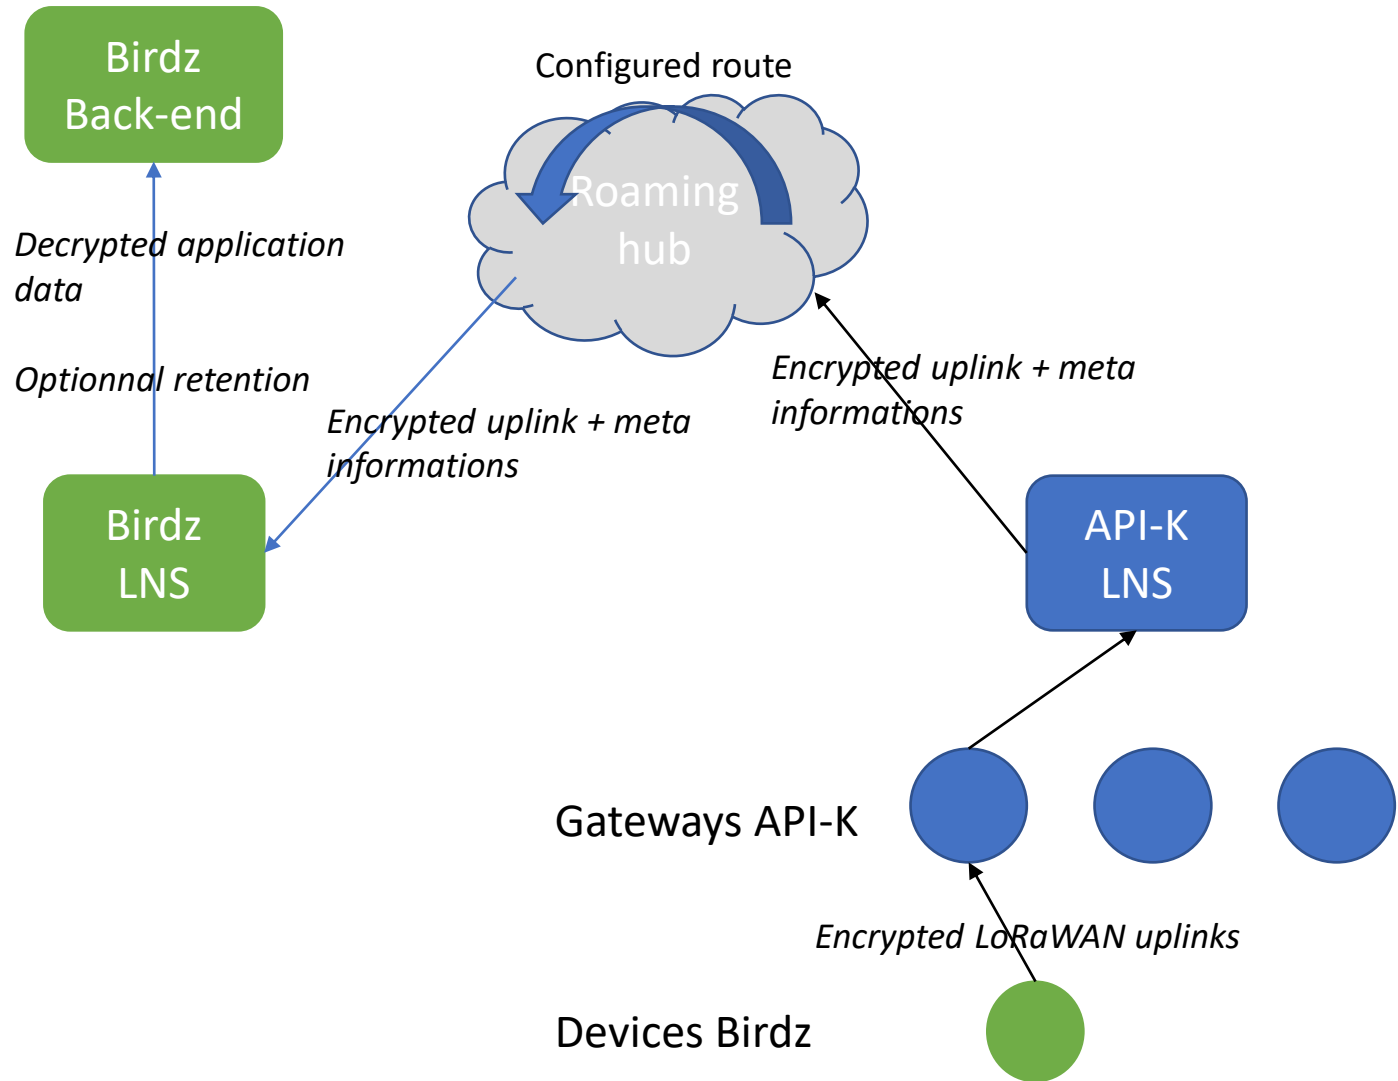 Birdz
Back-end
Configured route
Roaming
hub
Decrypted application
data
Optionnal retention
Encrypted uplink + meta
informations
Encrypted uplink + meta
informations
Birdz
LNS
API-K
LNS
Gateways API-K
Encrypted LoRaWAN uplinks
Devices Birdz